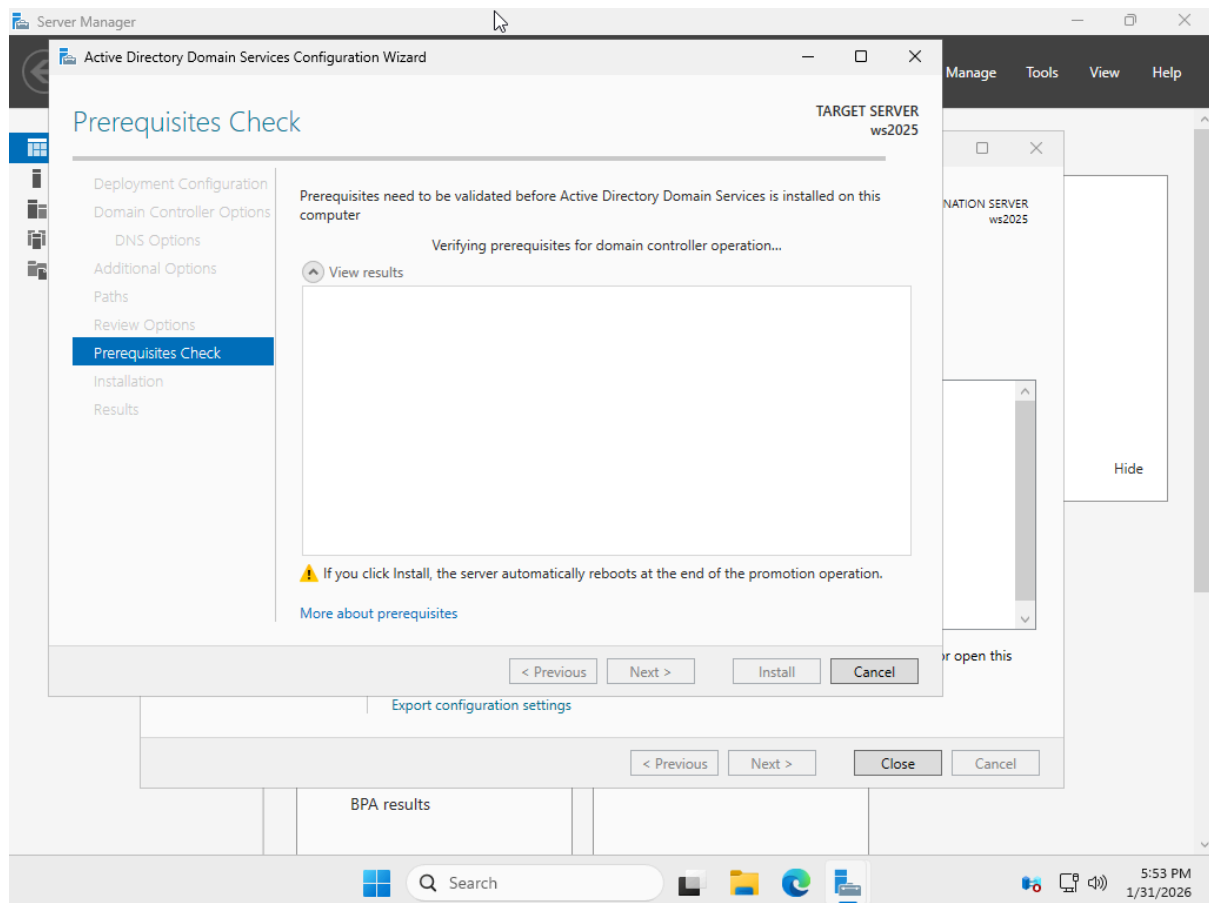 Server Manager
Active Directory Domain Services Configuration Wizard
Manage Tools View Help
Prerequisites Check
TARGET SERVER
ws2025
NATION SERVER
ws2025
Deployment Configuration
Domain Controller Options
DNS Options
Additional Options
Paths
Review Options
Prerequisites Check
Installation
Results
Prerequisites need to be validated before Active Directory Domain Services is installed on this
computer
Verifying prerequisites for domain controller operation...
View results
Hide
If you click Install, the server automatically reboots at the end of the promotion operation.
More about prerequisites
or open this
< Previous Next > Install Cancel
Export configuration settings
< Previous Next > Close Cancel
BPA results
Search
5:53 PM
1/31/2026